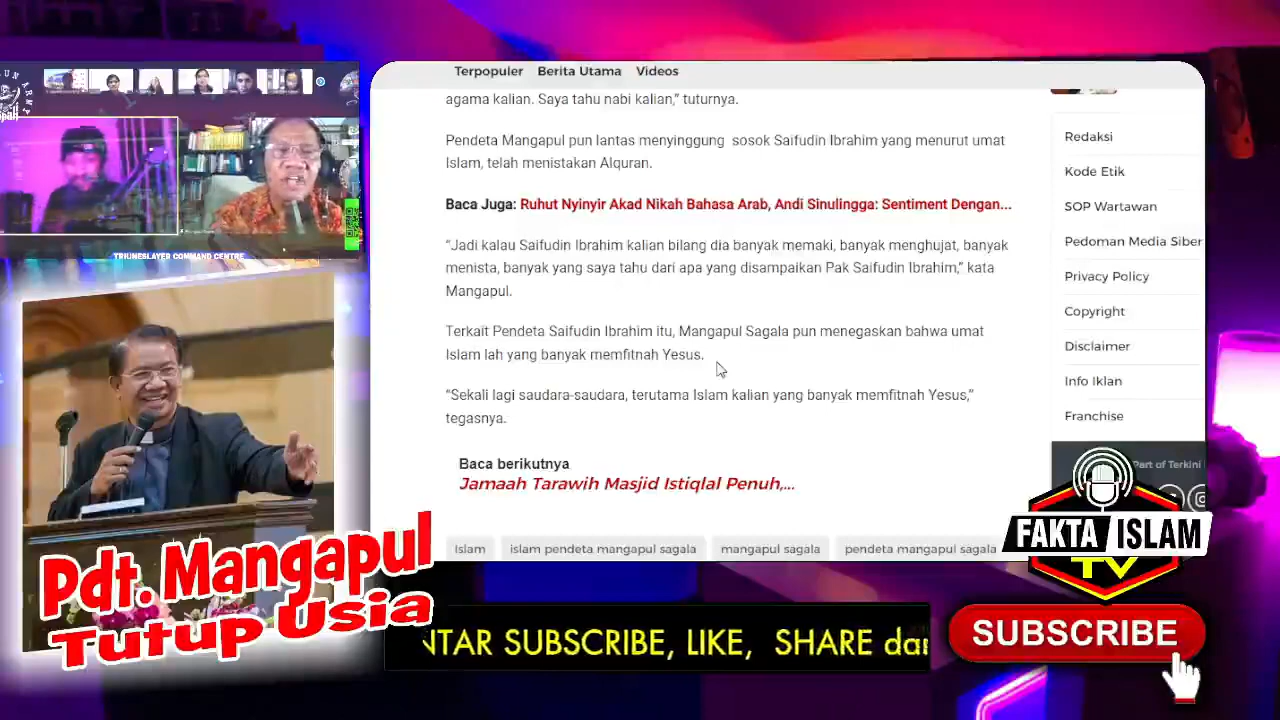 Terpopuler Berita Utama Videos
agama kalian. Saya tahu nabi kalian,” tuturnya.
Pendeta Mangapul pun lantas menyinggung sosok Saifudin Ibrahim yang menurut umat
Islam, telah menistakan Alquran.
Baca Juga: Ruhut Nyinyir Akad Nikah Bahasa Arab, Andi Sinulingga: Sentiment Dengan...
“Jadi kalau Saifudin Ibrahim kalian bilang dia banyak memaki, banyak menghujat, banyak
menista, banyak yang saya tahu dari apa yang disampaikan Pak Saifudin Ibrahim,” kata
Mangapul.
Terkait Pendeta Saifudin Ibrahim itu, Mangapul Sagala pun menegaskan bahwa umat
Islam lah yang banyak memfitnah Yesus.
“Sekali lagi saudara-saudara, terutama Islam kalian yang banyak memfitnah Yesus,”
tegasnya.
Baca berikutnya
Jamaah Tarawih Masjid Istiqlal Penuh,...
Islam
islam pendeta mangapul sagala
mangapul sagala
pendeta mangapul sagala
Redaksi
Kode Etik
SOP Wartawan
Pedoman Media Siber
Privacy Policy
Copyright
Disclaimer
Info Iklan
Franchise
Part of Terkini
TRIUNESLAYER COMMAND CENTRE
Pdt. Mangapul
Tutup Usia
FAKTA ISLAM
TV
NTAR SUBSCRIBE, LIKE, SHARE dan
SUBSCRIBE